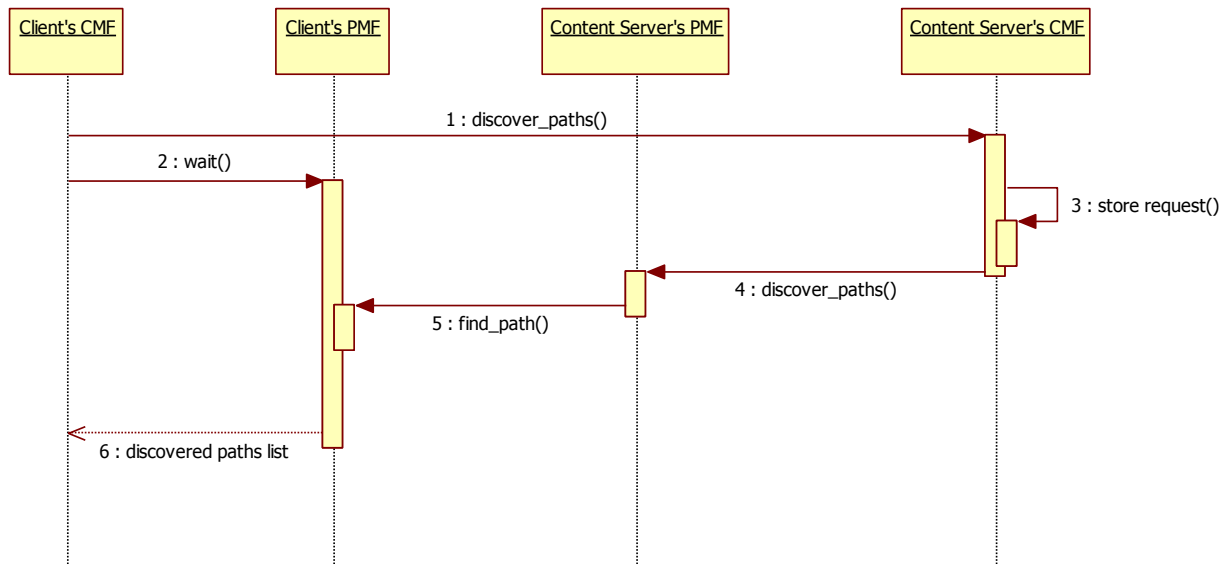 Client's CMF
Client's PMF
Content Server's PMF
Content Server's CMF
1 : discover_paths()
2 : wait()
3 : store request()
4 : discover_paths()
5 : find_path()
6 : discovered paths list